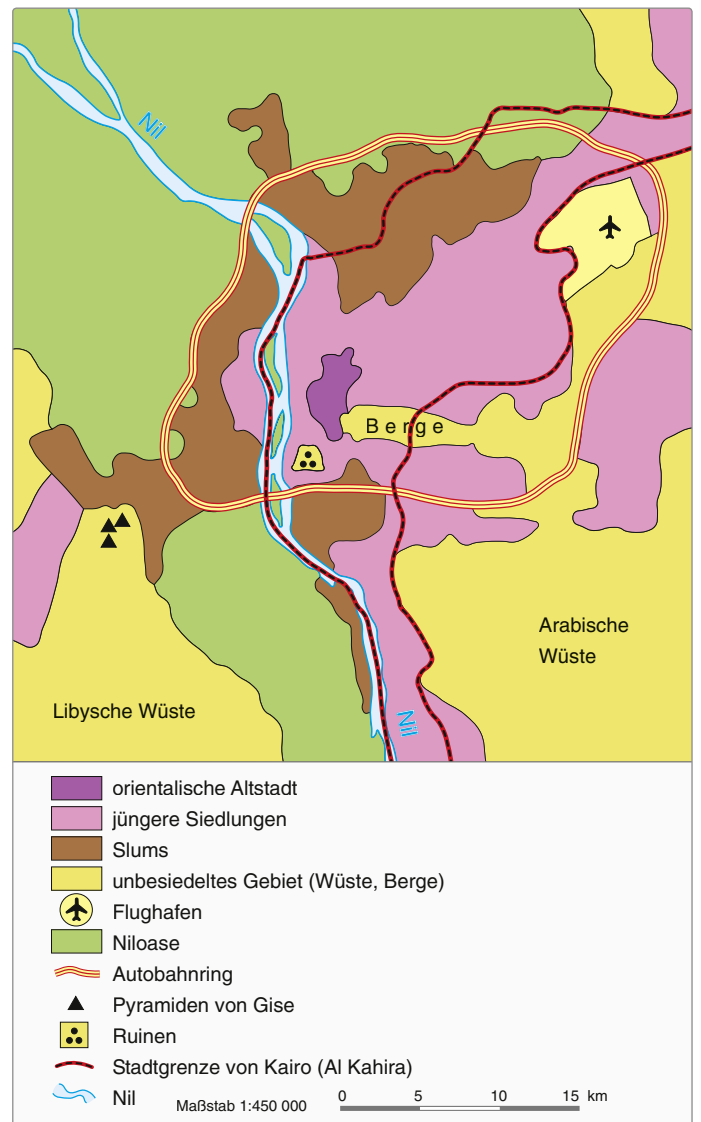 Nil
Berge
Arabische
Wüste
Libysche Wüste
Nil
orientalische Altstadt
jüngere Siedlungen
Slums
unbesiedeltes Gebiet (Wüste, Berge)
Flughafen
Niloase
Autobahnring
Pyramiden von Gise
Ruinen
Stadtgrenze von Kairo (Al Kahira)
Nil
Maßstab 1:450 000 0 5 10 15 km